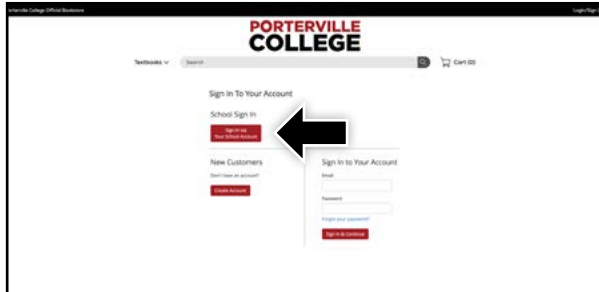 Porterville College Official Bookstore
Login/Sign
PORTERVILLE
COLLEGE
Textbooks
Search
Cart (0)
Sign In To Your Account
School Sign In
Sign In via
Your School Account
New Customers
Don't have an account?
Create Account
Sign In to Your Account
Email
Password
Forgot your password?
Sign In & Continue